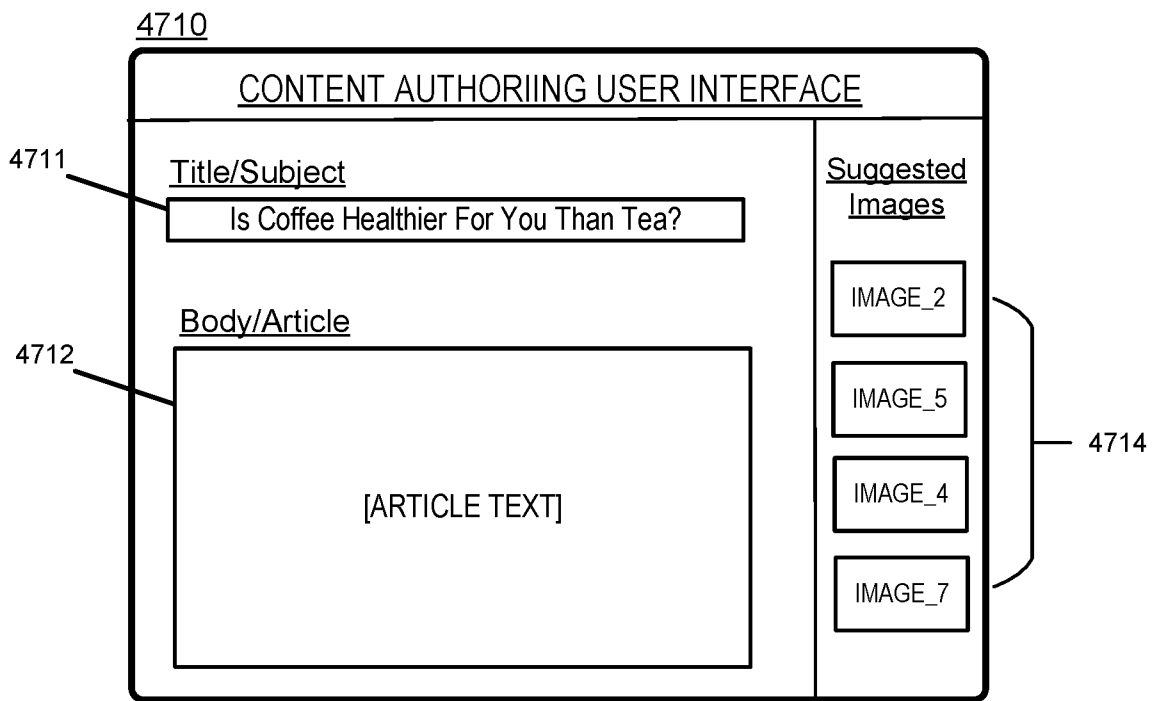 4710
CONTENT AUTHORIING USER INTERFACE
4711
Title/Subject
Is Coffee Healthier For You Than Tea?
Body/Article
4712
[ARTICLE TEXT]
Suggested
Images
IMAGE_2
IMAGE_5
IMAGE_4
IMAGE_7
4714